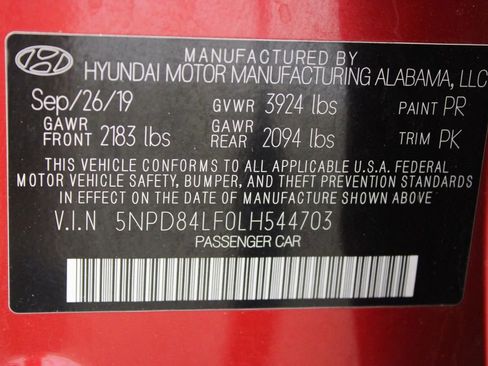 MANUFACTURED BY
HYUNDAI MOTOR MANUFACTURING ALABAMA, LLC
Sep/26/19 GVWR 3924 lbs PAINT PR
GAWR FRONT 2183 lbs GAWR REAR 2094 lbs TRIM PK
THIS VEHICLE CONFORMS TO ALL APPLICABLE U.S.A. FEDERAL
MOTOR VEHICLE SAFETY, BUMPER, AND THEFT PREVENTION STANDARDS
IN EFFECT ON THE DATE OF MANUFACTURE SHOWN ABOVE.
V.I.N 5NPD84LF0LH544703
PASSENGER CAR